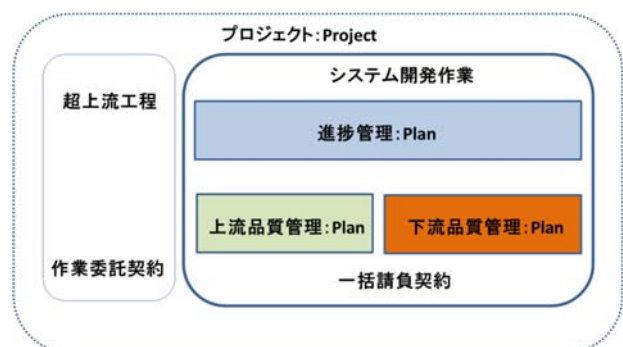 プロジェクト:Project
システム開発作業
超上流工程
進捗管理:Plan
上流品質管理:Plan
下流品質管理:Plan
作業委託契約
一括請負契約